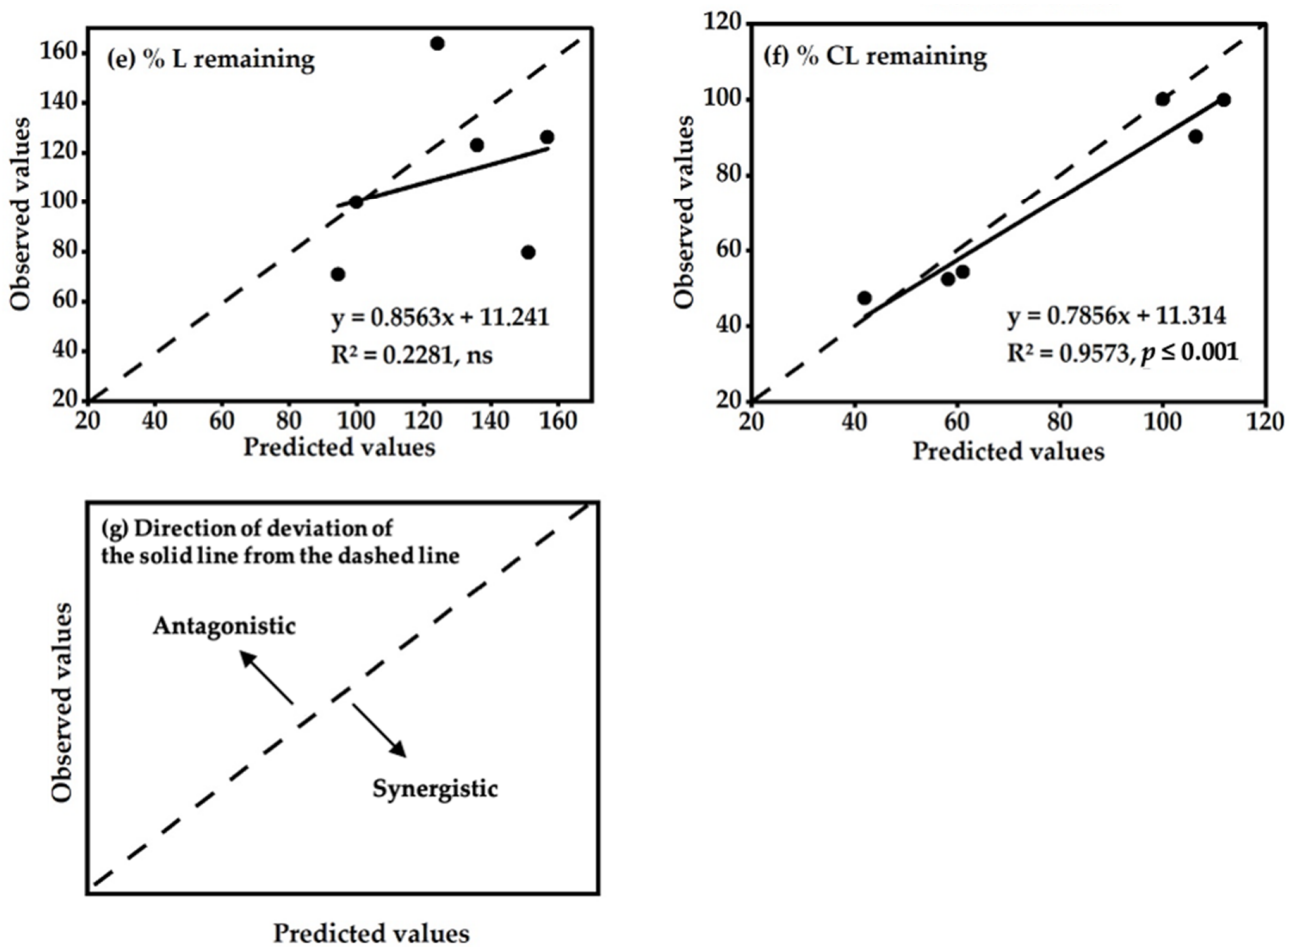 (e) % L remaining
Observed values
160
140
120
100
80
60
40
20
y = 0.8563x + 11.241
R² = 0.2281, ns
20 40 60 80 100 120 140 160
Predicted values
(f) % CL remaining
Observed values
120
100
80
60
40
20
y = 0.7856x + 11.314
R² = 0.9573, p ≤ 0.001
20 40 60 80 100 120
Predicted values
(g) Direction of deviation of
the solid line from the dashed line
Observed values
Antagonistic
Synergistic
Predicted values